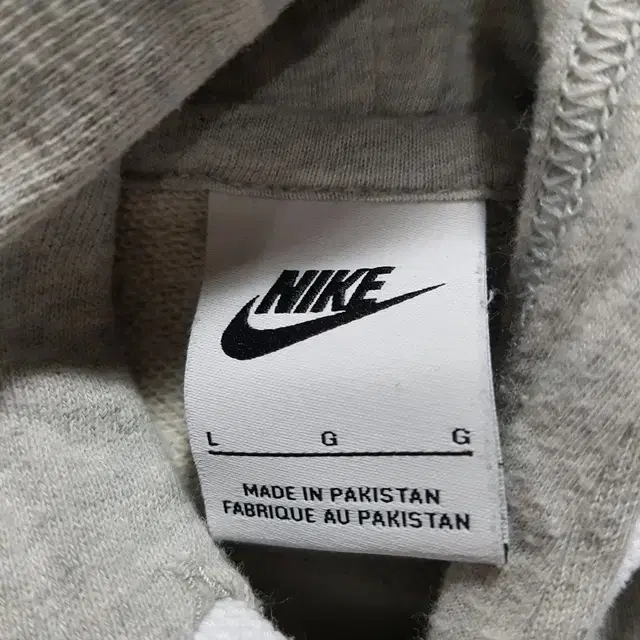 NIKE
L G G
MADE IN PAKISTAN
FABRIQUE AU PAKISTAN